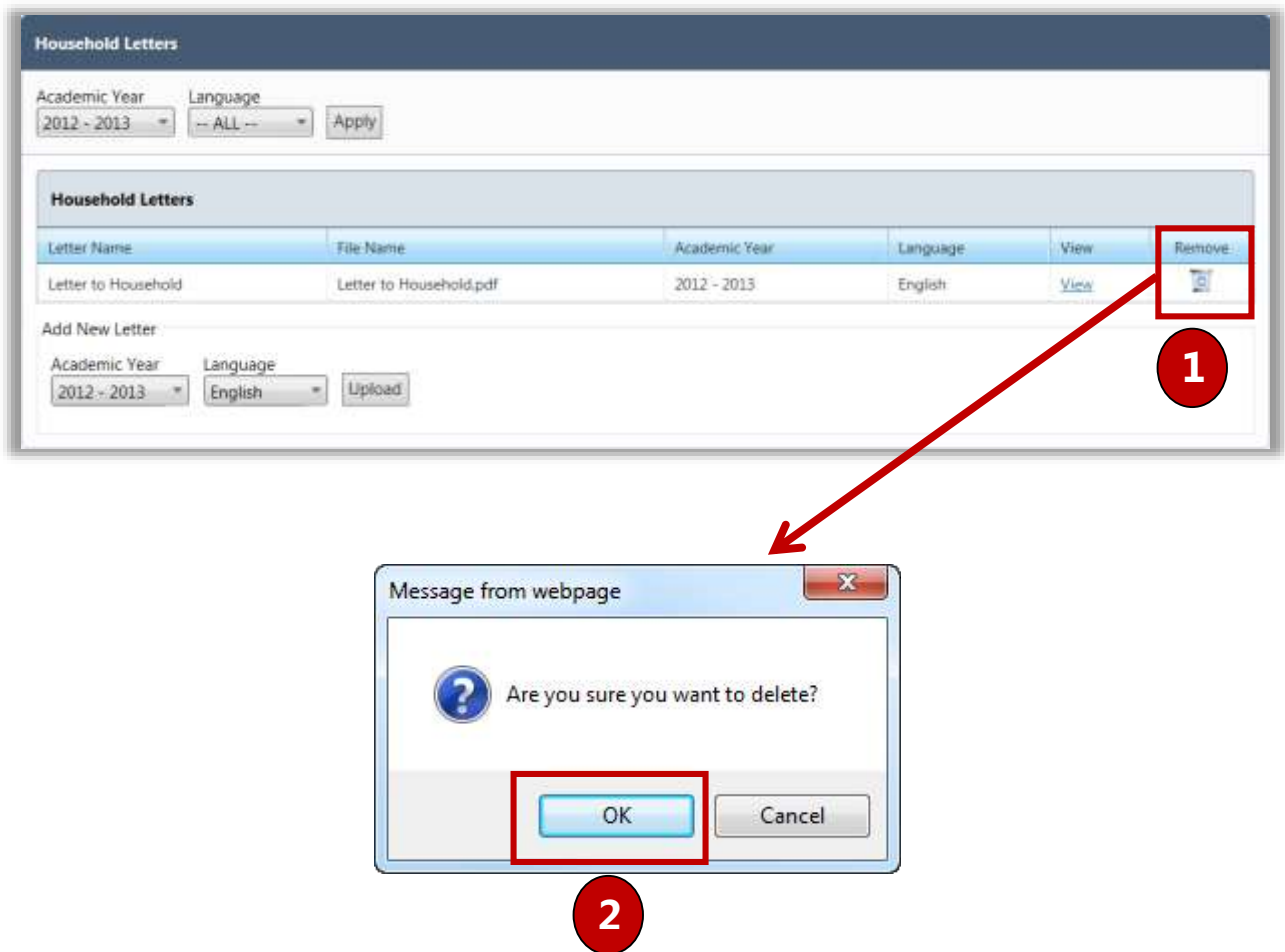 Household Letters
Academic Year Language
2012 - 2013 -- ALL -- Apply
Household Letters
Letter Name File Name Academic Year Language View Remove
Letter to Household Letter to Household.pdf 2012 - 2013 English View
Add New Letter
Academic Year Language
2012 - 2013 English Upload
1
Message from webpage
Are you sure you want to delete?
OK Cancel
2